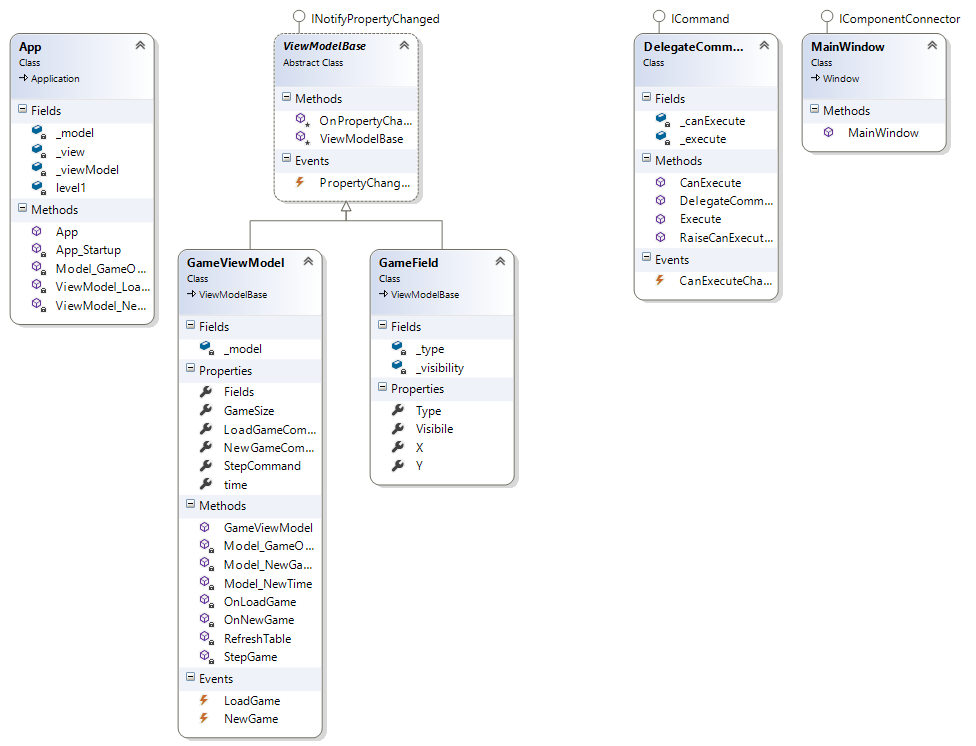 App
Class
Application
Fields
_model
_view
_viewModel
level1
Methods
App
App_Startup
Model_GameO...
ViewModel_Loa...
ViewModel_Ne...
INotifyPropertyChanged
ViewModelBase
Abstract Class
Methods
OnPropertyCha...
ViewModelBase
Events
PropertyChang...
GameViewModel
Class
ViewModelBase
Fields
_model
Properties
Fields
GameSize
LoadGameCom...
NewGameCom...
StepCommand
time
Methods
GameViewModel
Model_GameO...
Model_NewGa...
Model_NewTime
OnLoadGame
OnNewGame
RefreshTable
StepGame
Events
LoadGame
NewGame
GameField
Class
ViewModelBase
Fields
_type
_visibility
Properties
Type
Visibile
X
Y
ICommand
DelegateComm...
Class
Fields
_canExecute
_execute
Methods
CanExecute
DelegateComm...
Execute
RaiseCanExecut...
Events
CanExecuteCha...
IComponentConnector
MainWindow
Class
Window
Methods
MainWindow